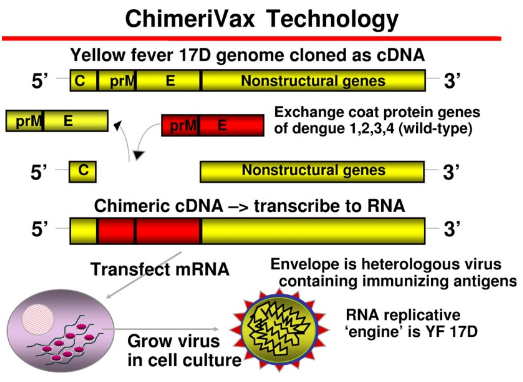 ChimeriVax Technology
Yellow fever 17D genome cloned as cDNA
5’ C prM E Nonstructural genes 3’
prM E prM E Exchange coat protein genes
of dengue 1,2,3,4 (wild-type)
5’ C Nonstructural genes 3’
Chimeric cDNA –> transcribe to RNA
5’ 3’
Transfect mRNA
Envelope is heterologous virus
containing immunizing antigens
RNA replicative
‘engine’ is YF 17D
Grow virus
in cell culture